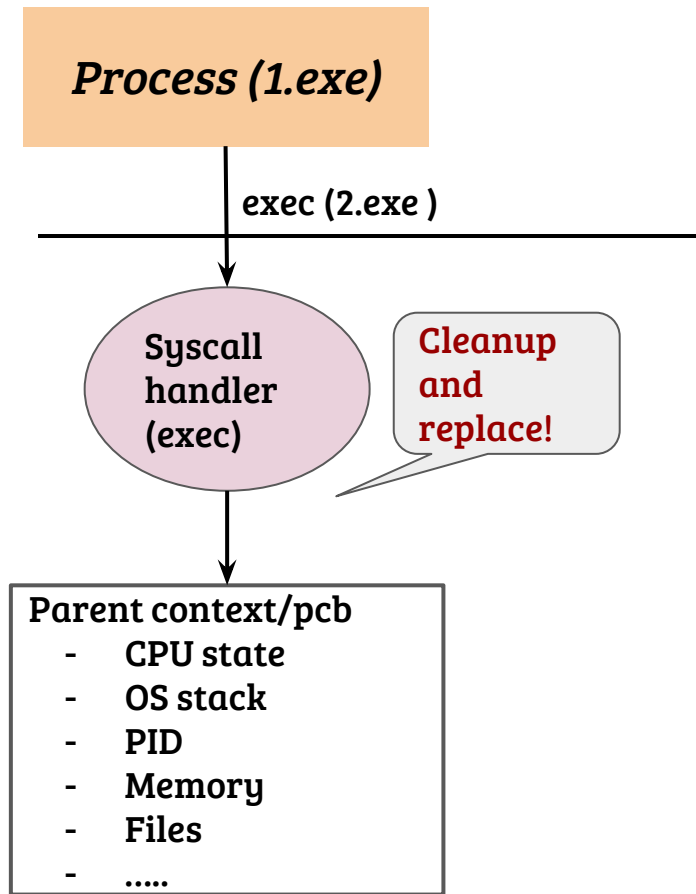 Process (1.exe)
exec (2.exe )
Syscall
handler
(exec)
Cleanup
and
replace!
Parent context/pcb
- CPU state
- OS stack
- PID
- Memory
- Files
- .....